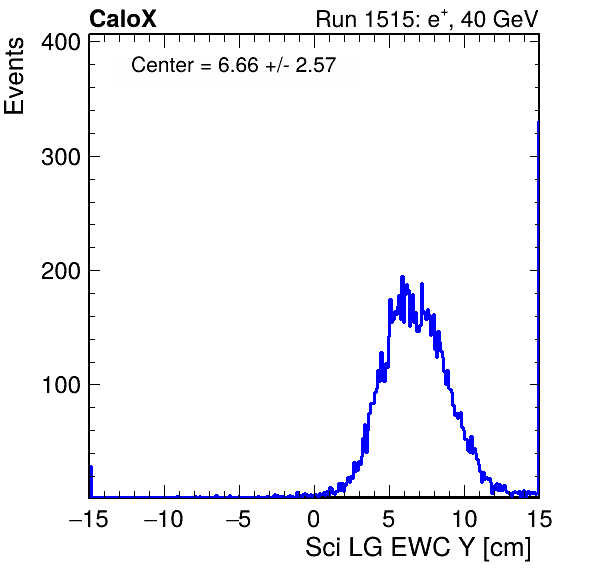 CaloX Run 1515: e⁺, 40 GeV
Center = 6.66 +/- 2.57
Events
400
300
200
100
−15 −10 −5 0 5 10 15
Sci LG EWC Y [cm]